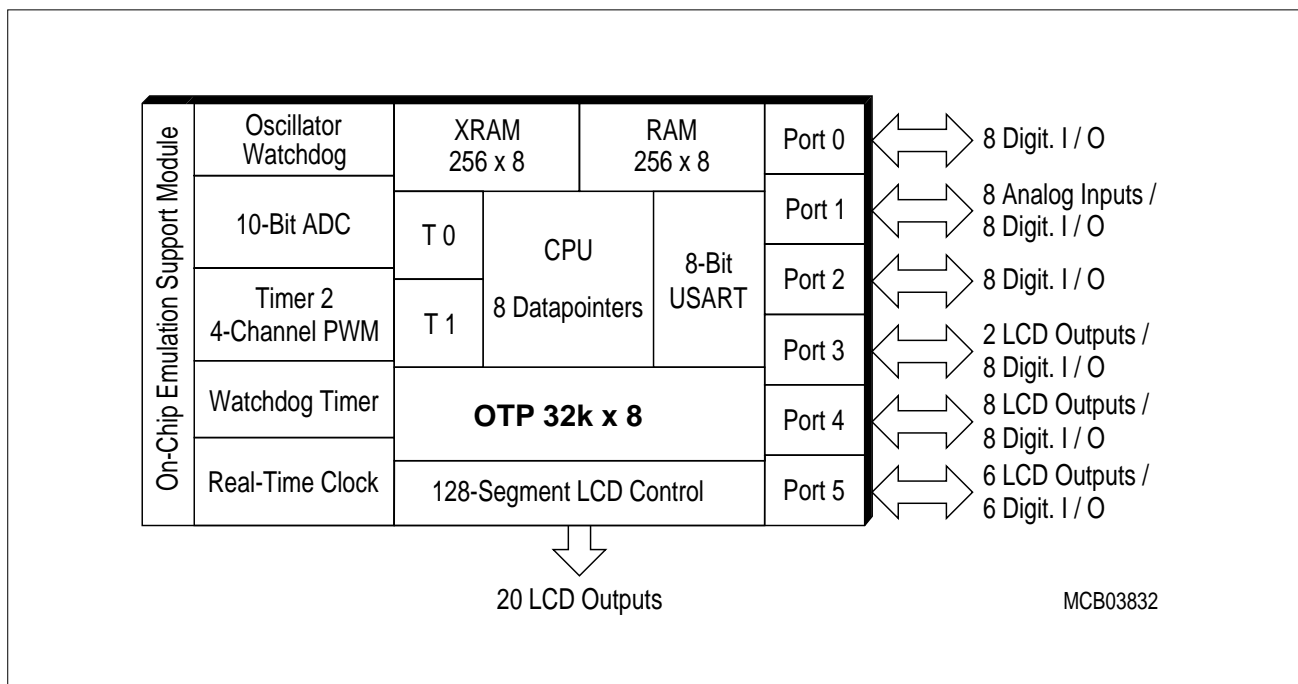 On-Chip Emulation Support Module
Oscillator
Watchdog
10-Bit ADC
Timer 2
4-Channel PWM
Watchdog Timer
Real-Time Clock
XRAM
256 x 8
RAM
256 x 8
T 0
T 1
CPU
8 Datapointers
8-Bit
USART
OTP 32k x 8
128-Segment LCD Control
Port 0
Port 1
Port 2
Port 3
Port 4
Port 5
8 Digit. I / O
8 Analog Inputs /
8 Digit. I / O
8 Digit. I / O
2 LCD Outputs /
8 Digit. I / O
8 LCD Outputs /
8 Digit. I / O
6 LCD Outputs /
6 Digit. I / O
20 LCD Outputs
MCB03832